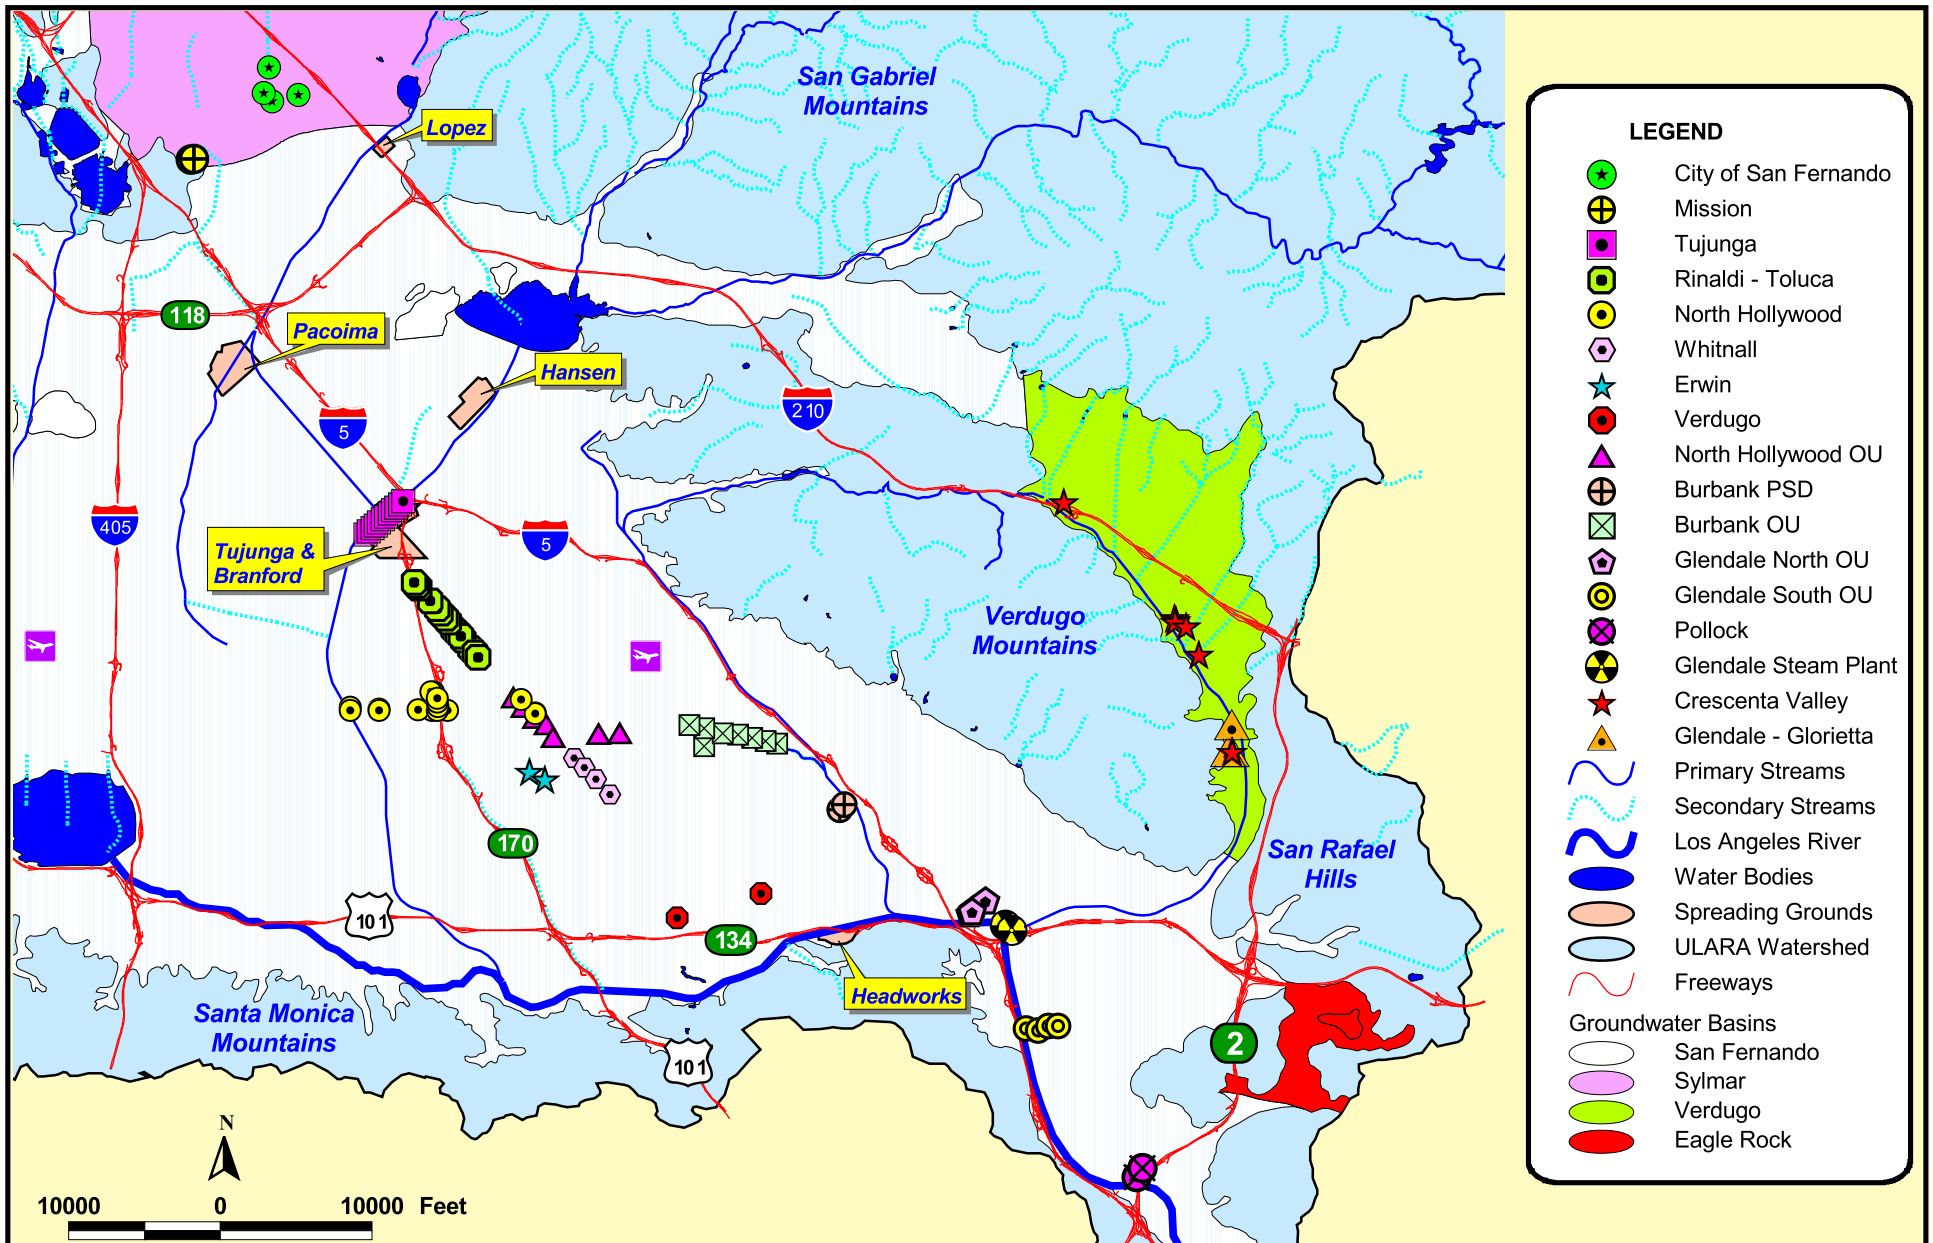 San Gabriel
Mountains
Lopez
118
Pacoima
Hansen
5
210
405
5
Tujunga &
Branford
Verdugo
Mountains
170
San Rafael
Hills
101
134
Headworks
Santa Monica
Mountains
101
2
N
10000 0 10000 Feet
LEGEND
City of San Fernando
Mission
Tujunga
Rinaldi - Toluca
North Hollywood
Whitnall
Erwin
Verdugo
North Hollywood OU
Burbank PSD
Burbank OU
Glendale North OU
Glendale South OU
Pollock
Glendale Steam Plant
Crescenta Valley
Glendale - Glorietta
Primary Streams
Secondary Streams
Los Angeles River
Water Bodies
Spreading Grounds
ULARA Watershed
Freeways
Groundwater Basins
San Fernando
Sylmar
Verdugo
Eagle Rock